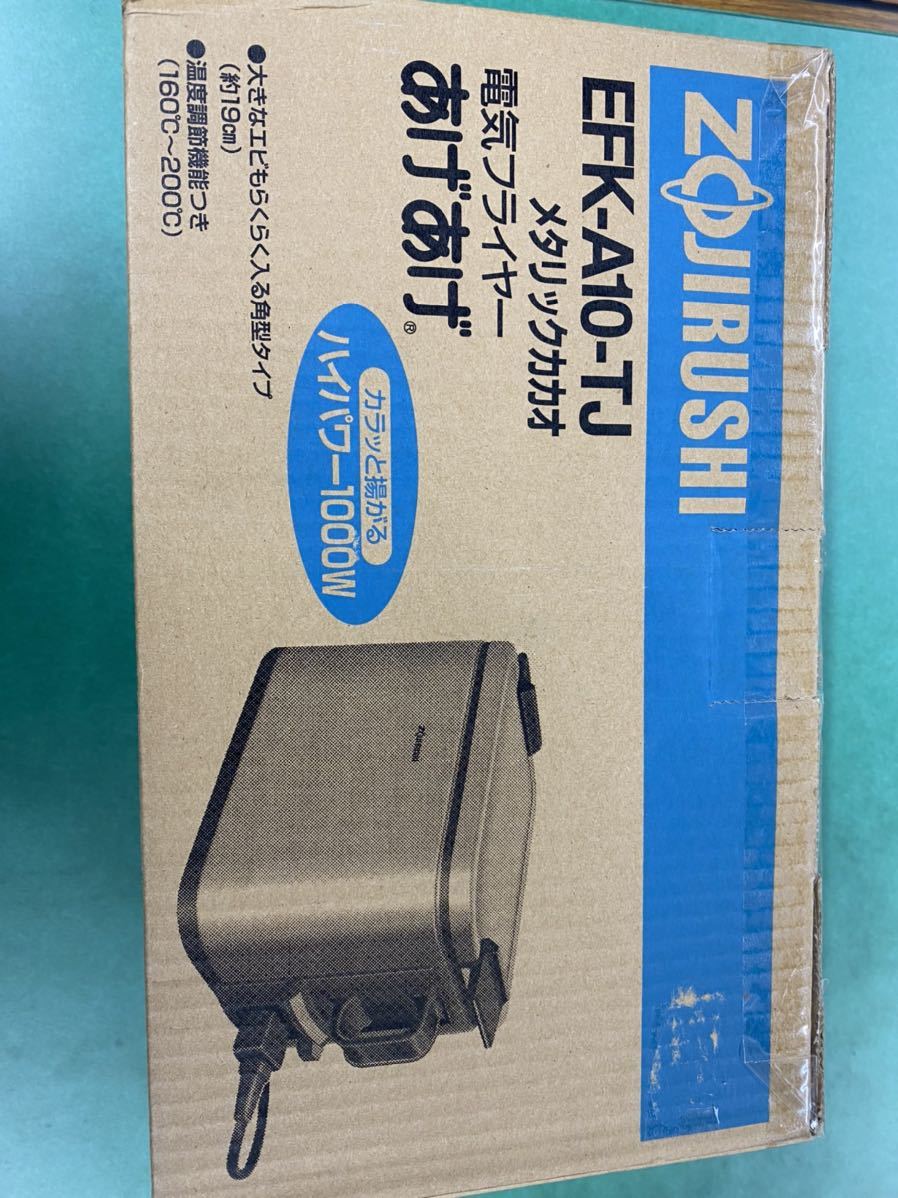 ZOJIRUSHI
EFK-A10-TJ
メタリックカカオ
電気フライヤー
あげあげ®
カラッと揚がる
ハイパワー1000W
●大きなエビもらくらく入る角型タイプ
(約19cm)
●温度調節機能つき
(160℃～200℃)
Zojirushi